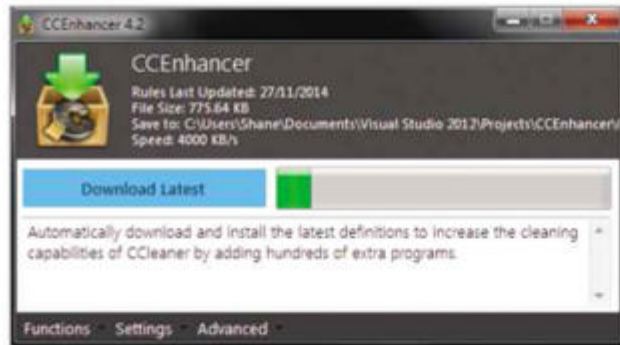 CCEnhancer 4.2
CCEnhancer
Rules Last Updated: 27/11/2014
File Size: 775.64 KB
Save to: C:\Users\Shane\Documents\Visual Studio 2012\Projects\CCEnhancer\
Speed: 4000 KB/s
Download Latest
Automatically download and install the latest definitions to increase the cleaning
capabilities of CCleaner by adding hundreds of extra programs.
Functions Settings Advanced